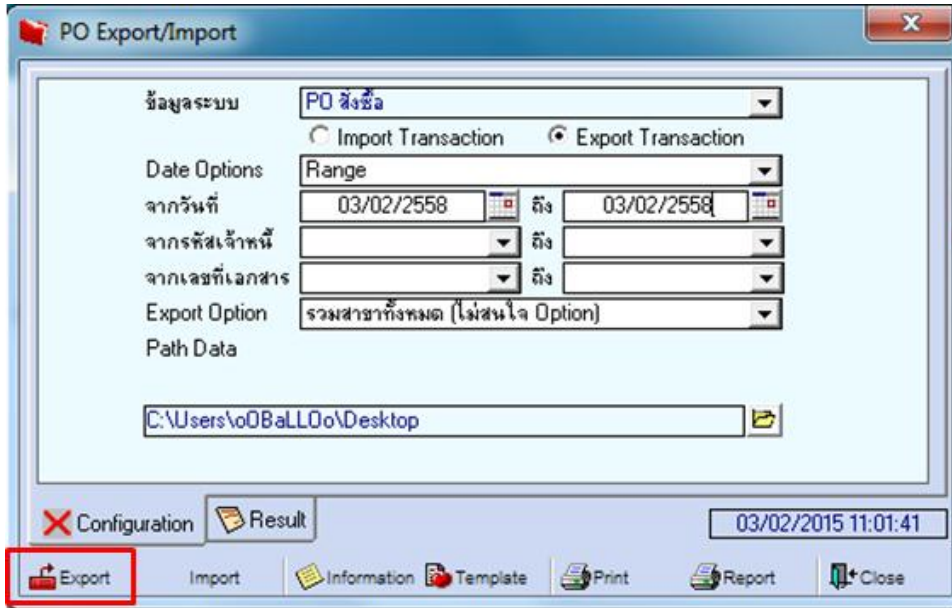 PO Export/Import
ข้อมูลระบบ PO สั่งซื้อ
Import Transaction Export Transaction
Date Options Range
จากวันที่ 03/02/2558 ถึง 03/02/2558
จากรหัสเจ้าหนี้ ถึง
จากเลขที่เอกสาร ถึง
Export Option รวมสาขาทั้งหมด (ไม่สนใจ Option)
Path Data
C:\Users\oOBaLLOo\Desktop
Configuration Result 03/02/2015 11:01:41
Export Import Information Template Print Report Close